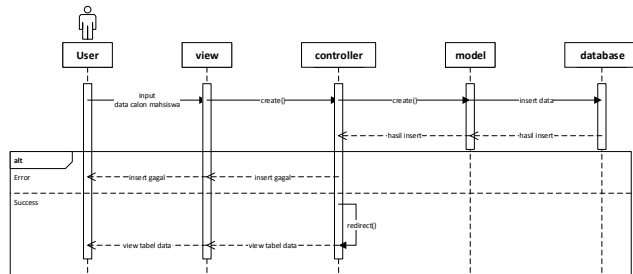 User
view
controller
model
database
input
data calon mahsiswa
create()
create()
insert data
hasil insert
hasil insert
alt
Error
insert gagal
insert gagal
Success
redirect()
view tabel data
view tabel data